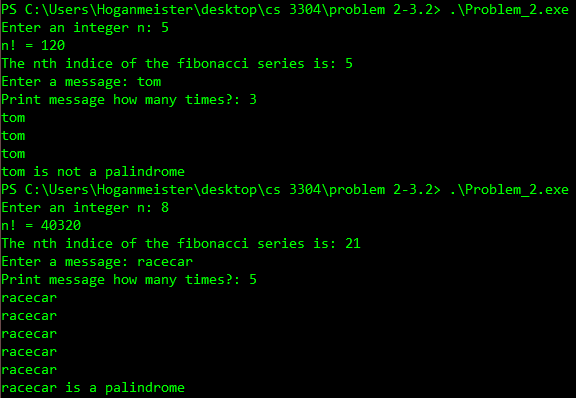 PS C:\Users\Hoganmeister\desktop\cs 3304\problem 2-3.2> .\Problem_2.exe
Enter an integer n: 5
n! = 120
The nth indice of the fibonacci series is: 5
Enter a message: tom
Print message how many times?: 3
tom
tom
tom
tom is not a palindrome
PS C:\Users\Hoganmeister\desktop\cs 3304\problem 2-3.2> .\Problem_2.exe
Enter an integer n: 8
n! = 40320
The nth indice of the fibonacci series is: 21
Enter a message: racecar
Print message how many times?: 5
racecar
racecar
racecar
racecar
racecar
racecar is a palindrome